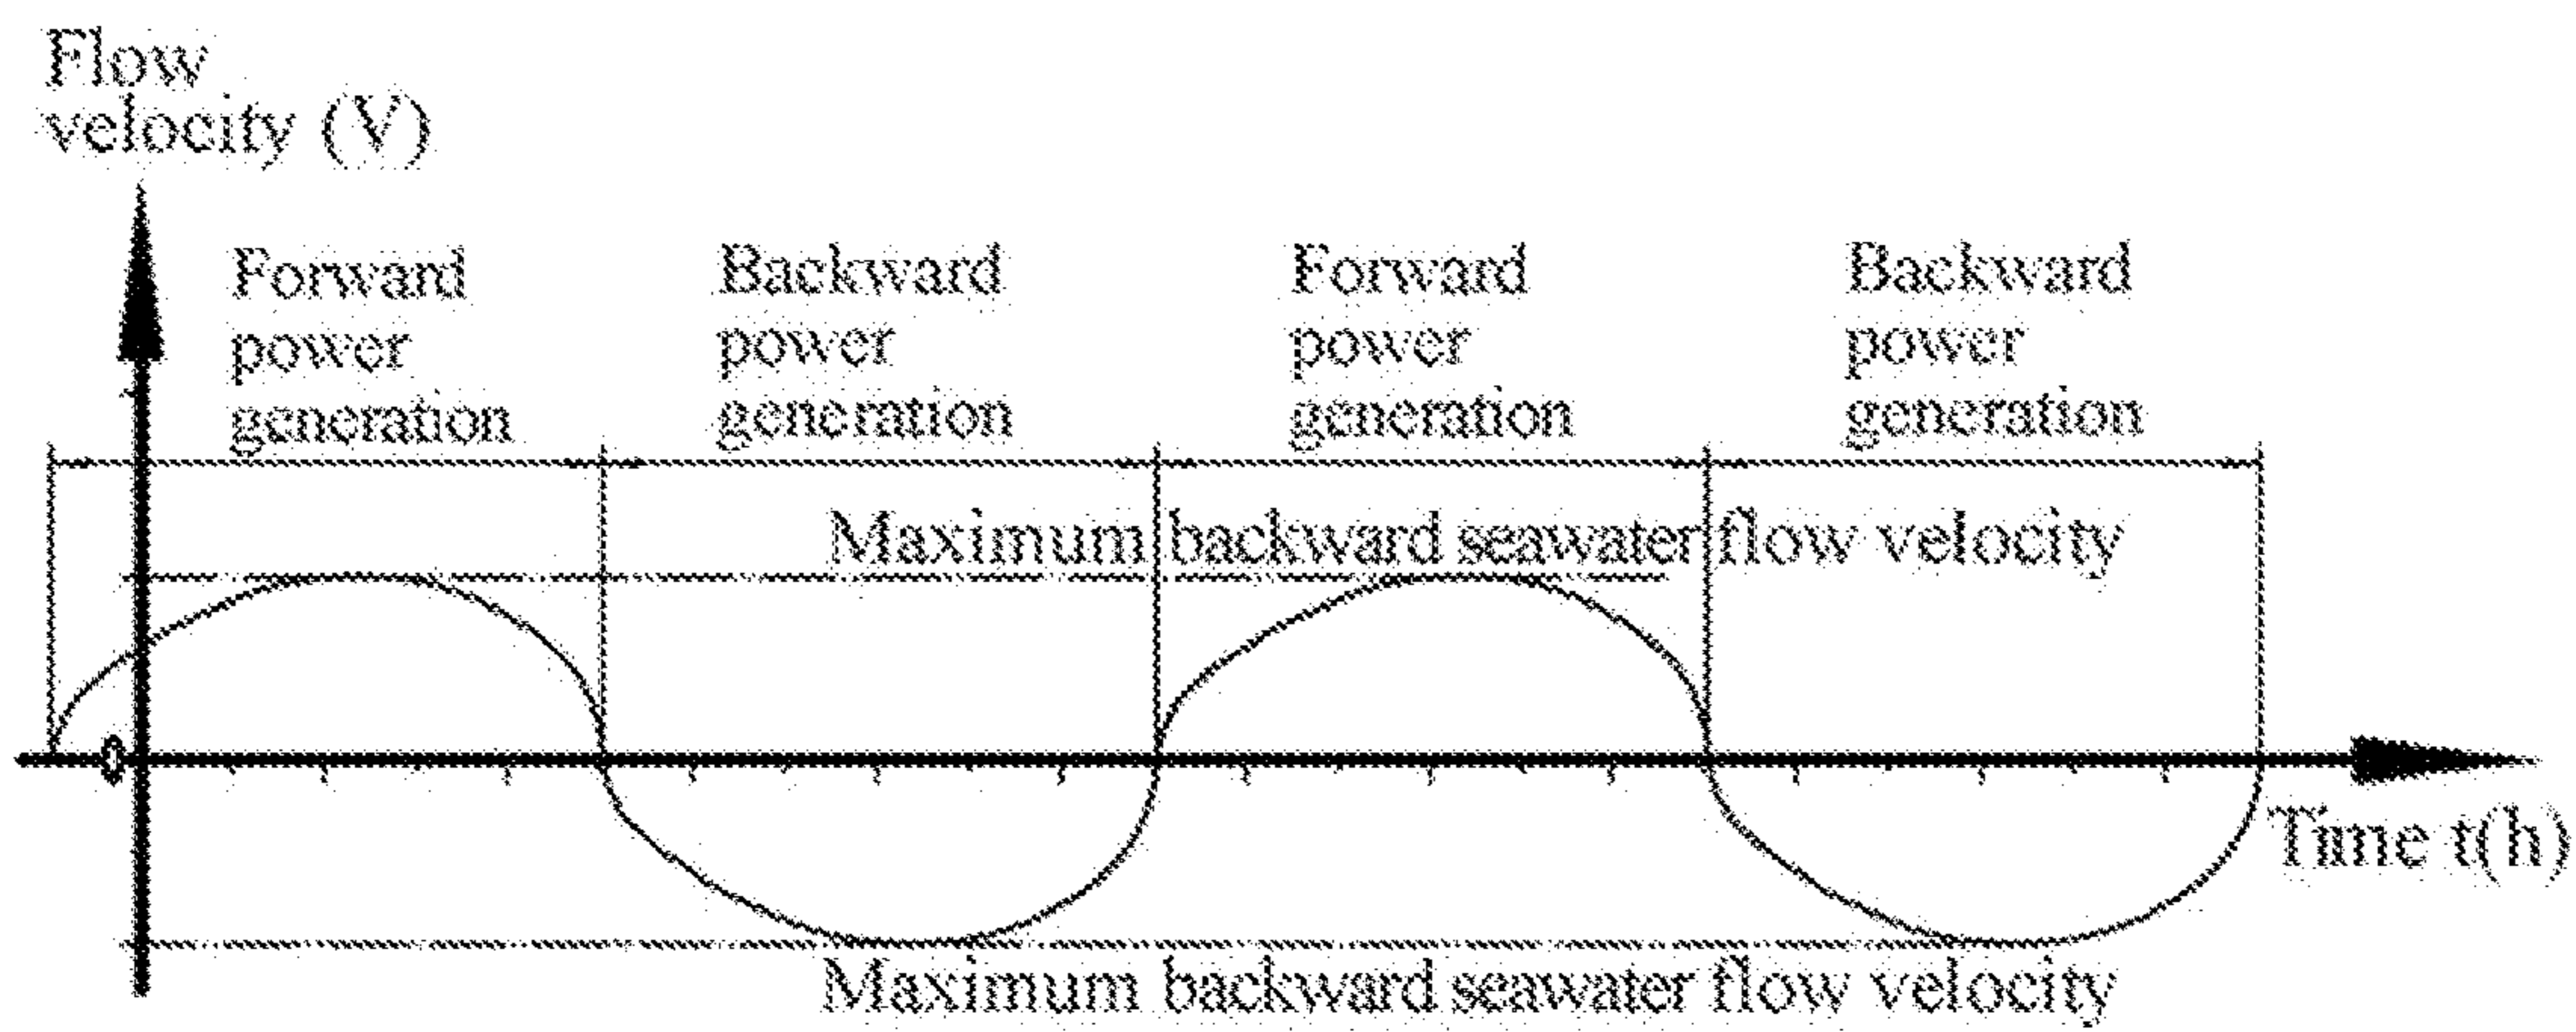 Flow
velocity (V)
Forward
power
generation
Backward
power
generation
Forward
power
generation
Backward
power
generation
Maximum backward seawater flow velocity
0
Time t(h)
Maximum backward seawater flow velocity